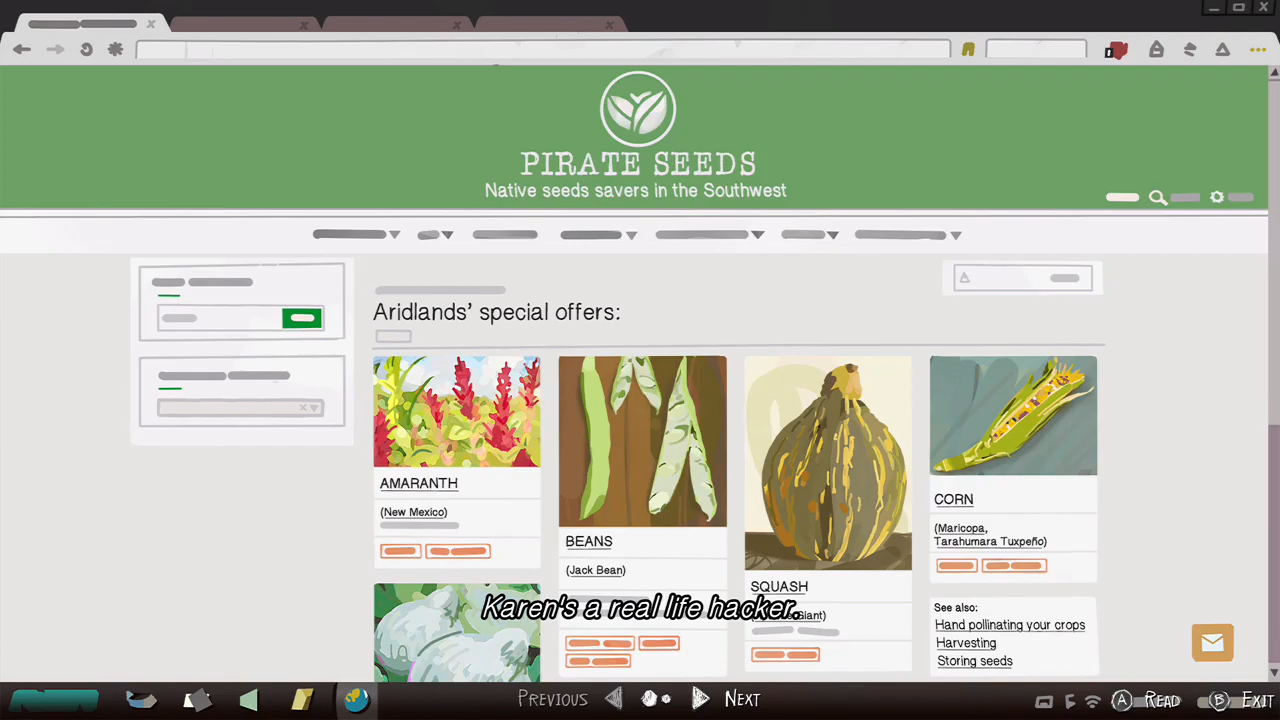 PIRATE SEEDS
Native seeds savers in the Southwest
Aridlands' special offers:
AMARANTH
(New Mexico)
BEANS
(Jack Bean)
SQUASH
Giant)
CORN
(Maricopa,
Tarahumara Tuxpeño)
See also:
Hand pollinating your crops
Harvesting
Storing seeds
Karen's a real life hacker.
PREVIOUS
NEXT
A READ
B EXIT